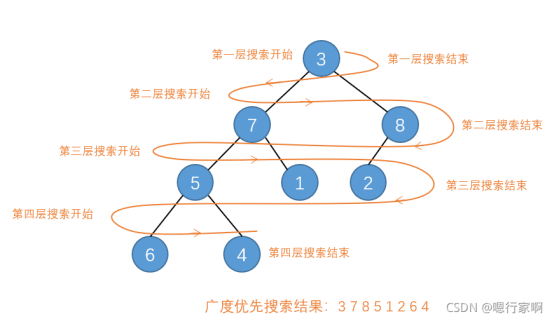 第一层搜索开始
3
第一层搜索结束
第二层搜索开始
7
8
第二层搜索结束
第三层搜索开始
5
1
2
第三层搜索结束
第四层搜索开始
6
4
第四层搜索结束
广度优先搜索结果：3 7 8 5 1 2 6 4
CSDN @嗯行家啊